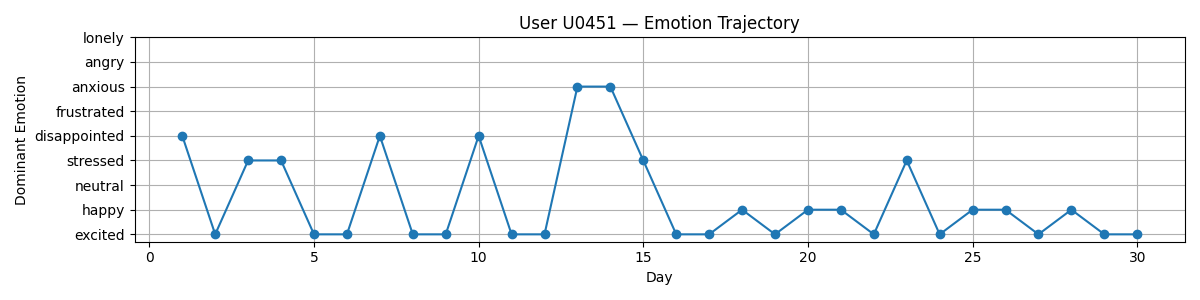 User U0451 — Emotion Trajectory
Dominant Emotion
lonely
angry
anxious
frustrated
disappointed
stressed
neutral
happy
excited
0 5 10 15 20 25 30
Day